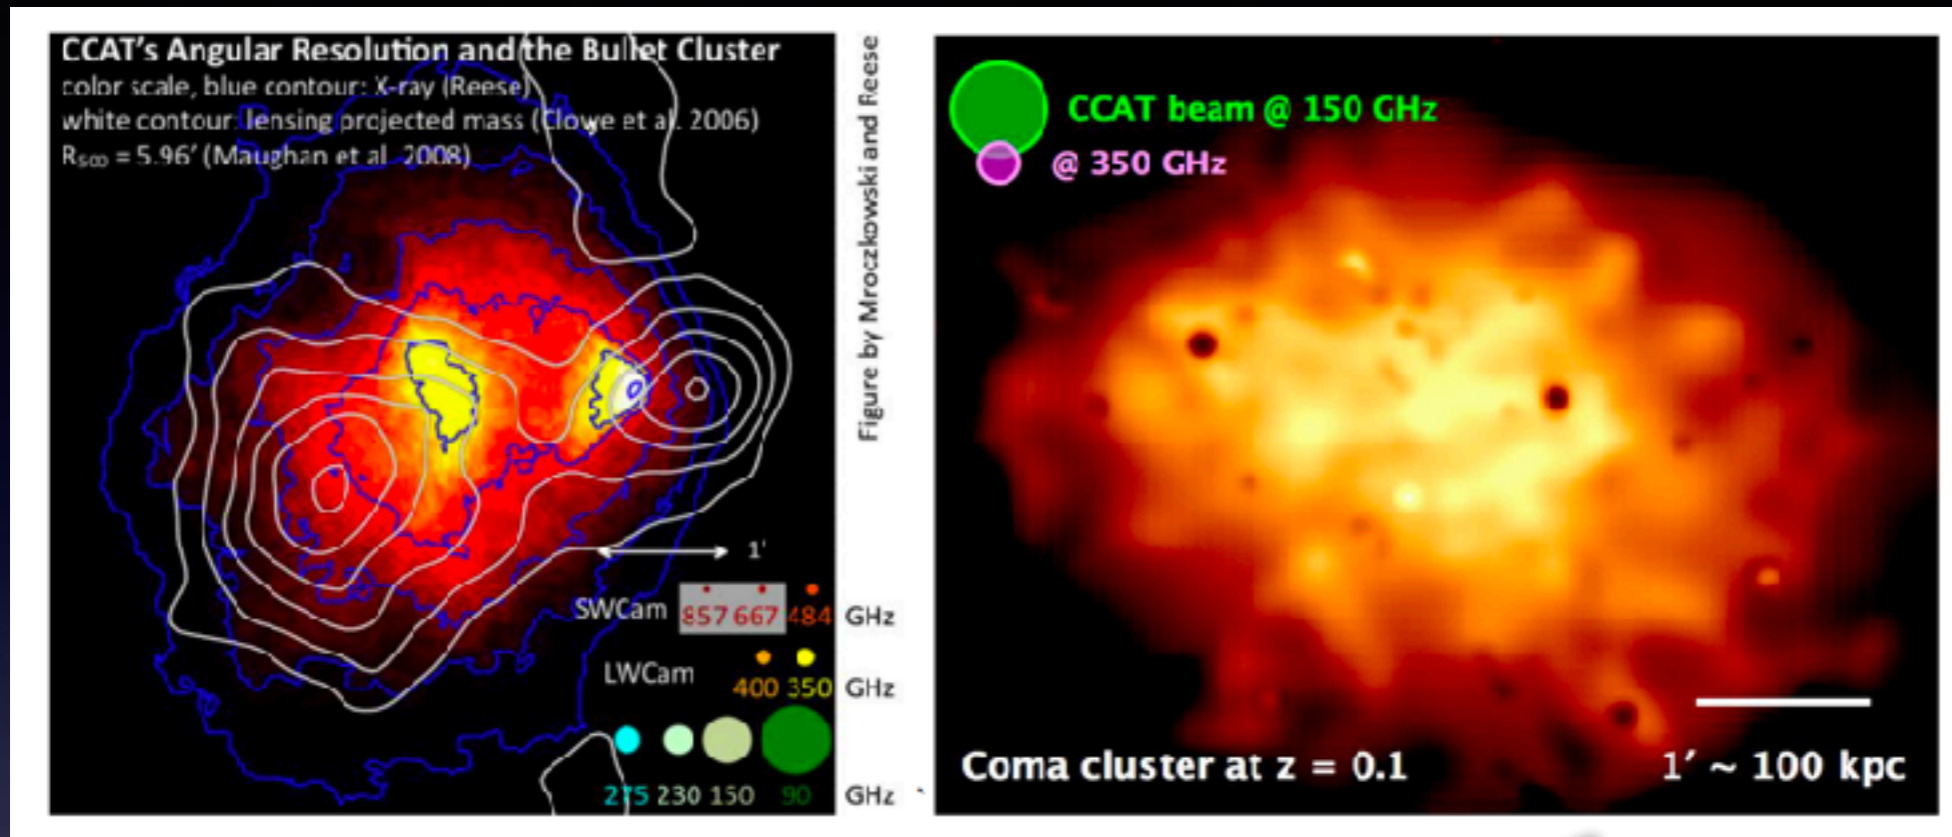 CCAT's Angular Resolution and the Bullet Cluster
color scale, blue contour: X-ray (Reese)
white contour: lensing projected mass (Clowe et al. 2006)
R₅₀₀ = 5.96' (Maughan et al. 2008)
1'
SWCam 857 667 484 GHz
LWCam
400 350 GHz
275 230 150 90 GHz
Figure by Mroczkowski and Reese
CCAT beam @ 150 GHz
@ 350 GHz
Coma cluster at z = 0.1
1′ ~ 100 kpc